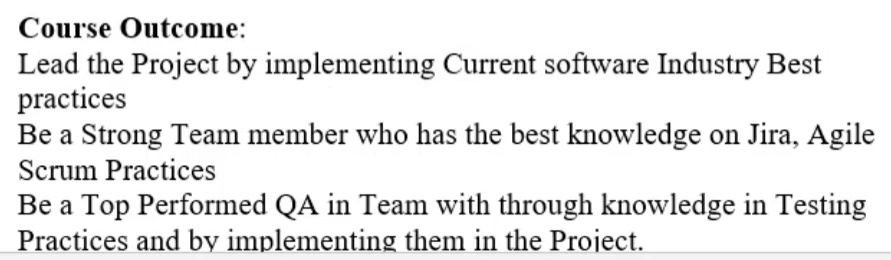 Course Outcome:
Lead the Project by implementing Current software Industry Best
practices
Be a Strong Team member who has the best knowledge on Jira, Agile
Scrum Practices
Be a Top Performed QA in Team with through knowledge in Testing
Practices and by implementing them in the Project.